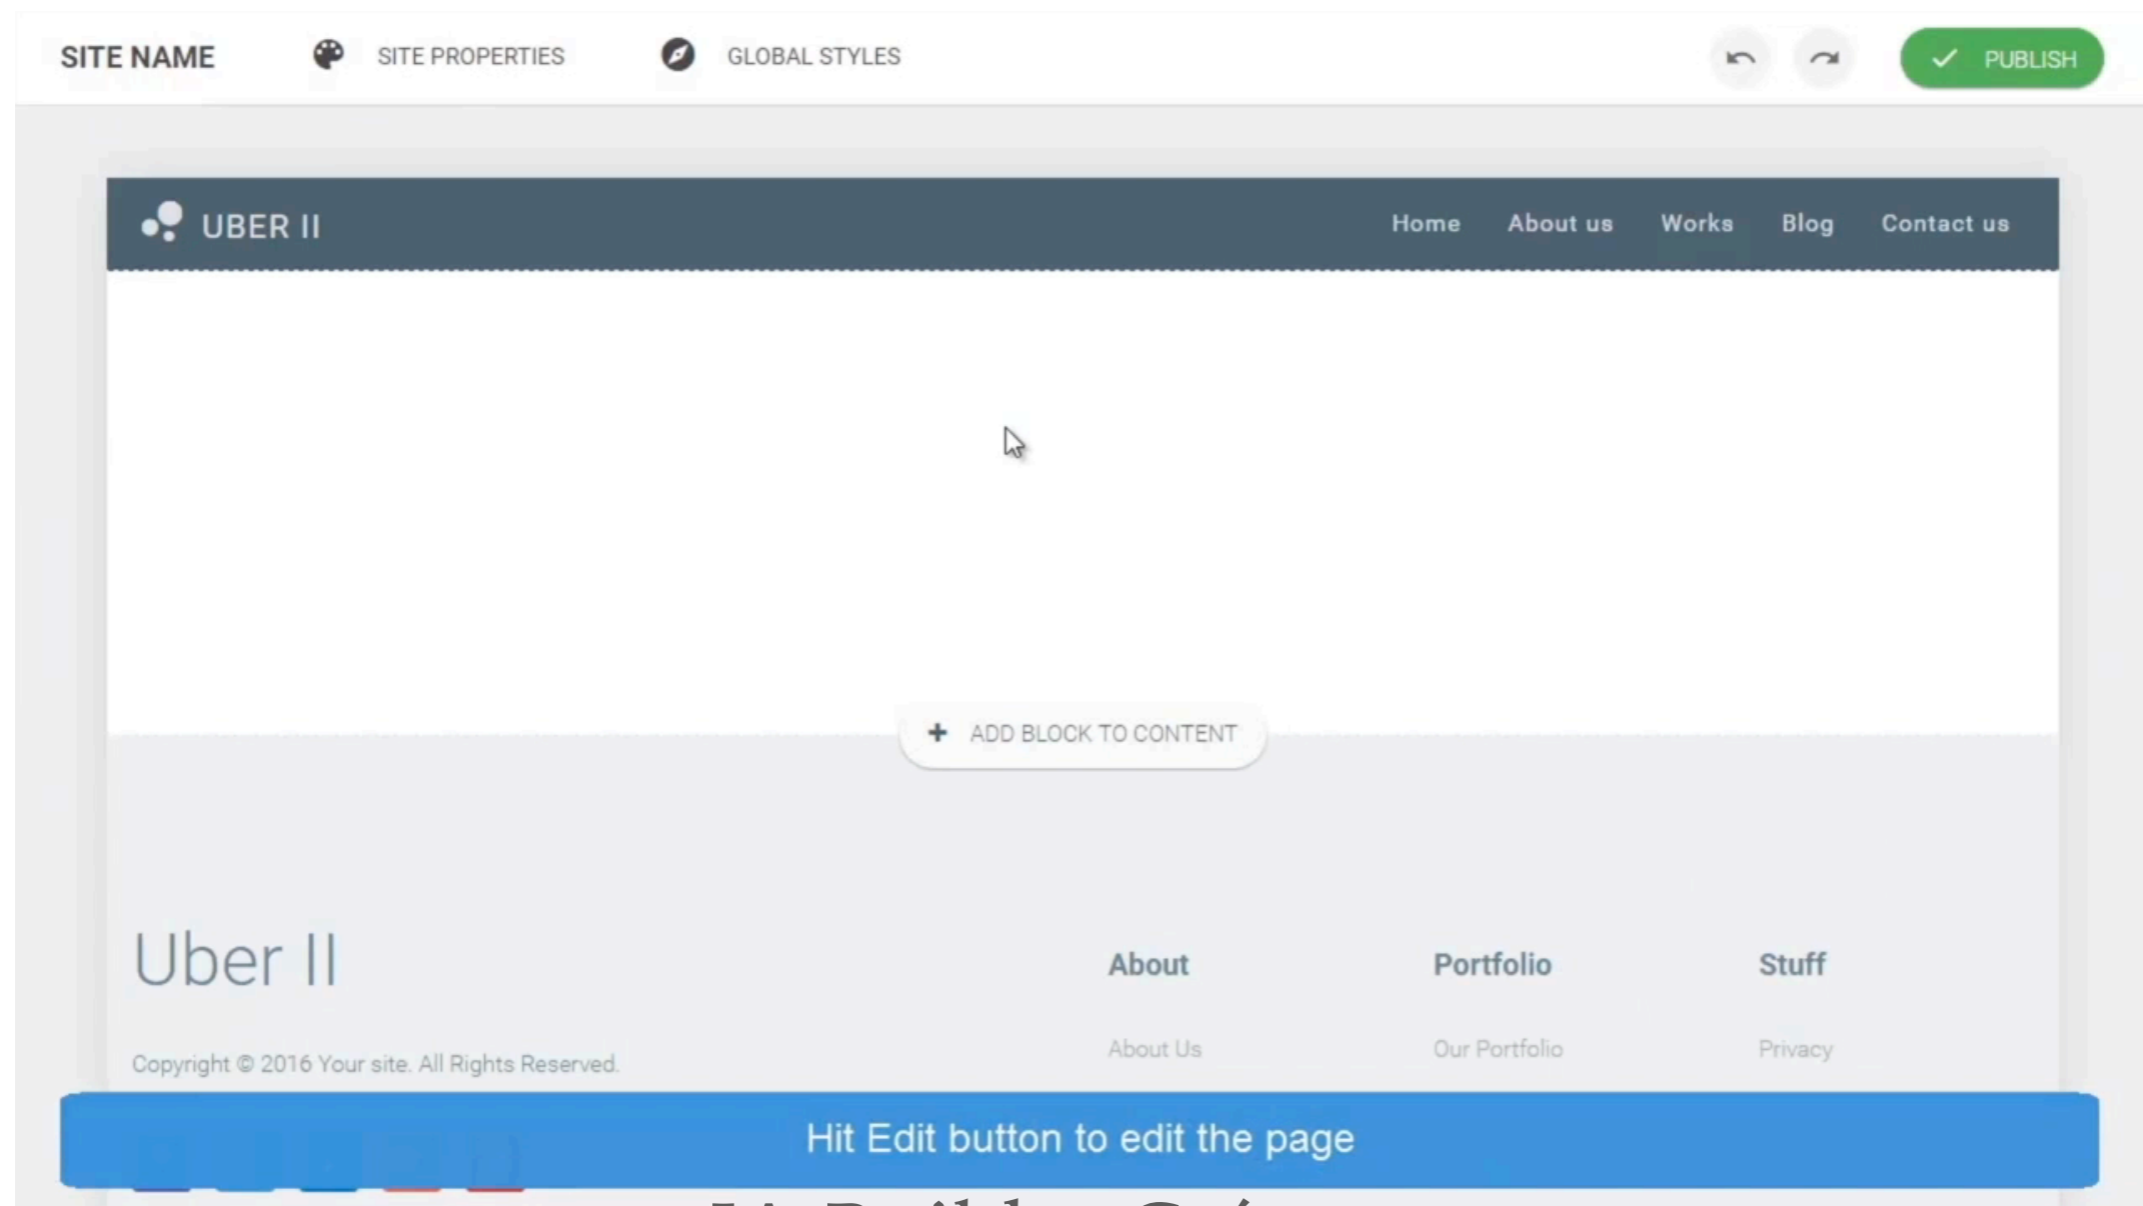 SITE NAME SITE PROPERTIES GLOBAL STYLES PUBLISH
UBER II Home About us Works Blog Contact us
ADD BLOCK TO CONTENT
Uber II About Portfolio Stuff
About Us Our Portfolio Privacy
Copyright © 2016 Your site. All Rights Reserved.
Hit Edit button to edit the page